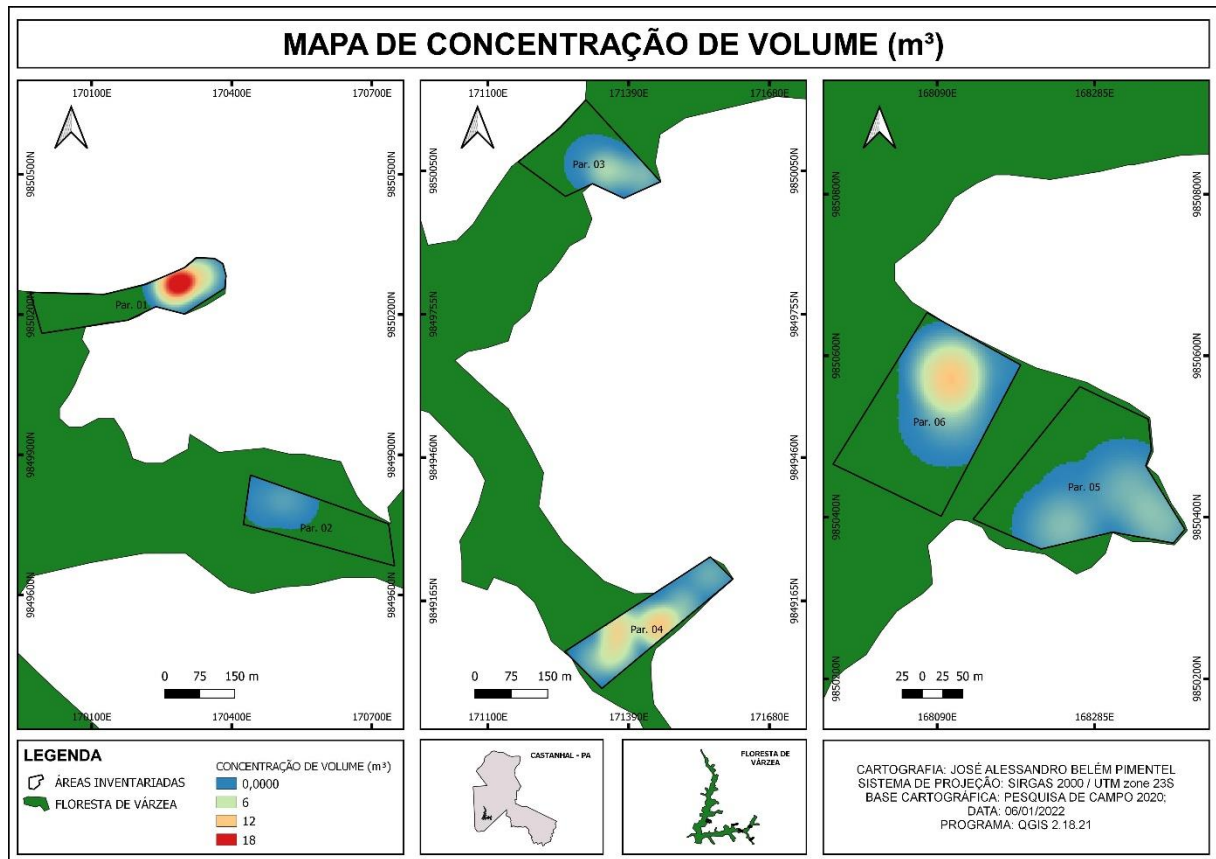 MAPA DE CONCENTRAÇÃO DE VOLUME (m³)
170100E
170400E
170700E
9850500N
9850500N
9850200N
9850200N
9849900N
9849900N
9849600N
9849600N
Par. 01
Par. 02
0 75 150 m
170100E
170400E
170700E
171100E
171390E
171680E
9850050N
9850050N
9849755N
9849755N
9849460N
9849460N
9849165N
9849165N
Par. 03
Par. 04
0 75 150 m
171100E
171390E
171680E
168090E
168285E
9850800N
9850800N
9850600N
9850600N
9850400N
9850400N
9850200N
9850200N
Par. 06
Par. 05
25 0 25 50 m
168090E
168285E
LEGENDA
ÁREAS INVENTARIADAS
FLORESTA DE VÁRZEA
CONCENTRAÇÃO DE VOLUME (m³)
0,0000
6
12
18
CASTANHAL - PA
FLORESTA DE
VÁRZEA
CARTOGRAFIA: JOSÉ ALESSANDRO BELÉM PIMENTEL
SISTEMA DE PROJEÇÃO: SIRGAS 2000 / UTM zone 23S
BASE CARTOGRÁFICA: PESQUISA DE CAMPO 2020;
DATA: 06/01/2022
PROGRAMA: QGIS 2.18.21